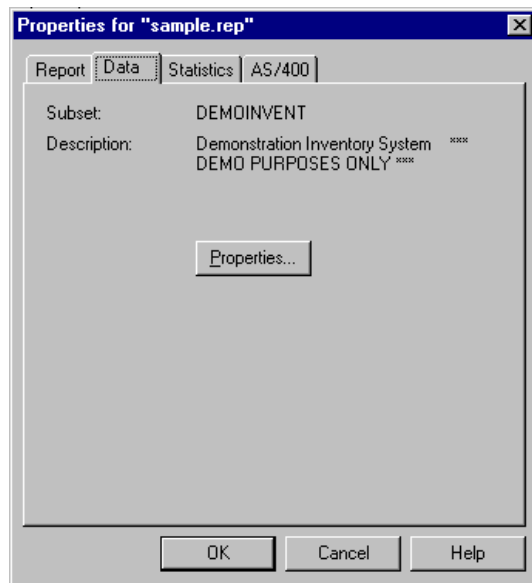 Properties for "sample.rep"
Report Data Statistics AS/400
Subset: DEMOINVENT
Description: Demonstration Inventory System ***
DEMO PURPOSES ONLY ***
Properties...
OK Cancel Help